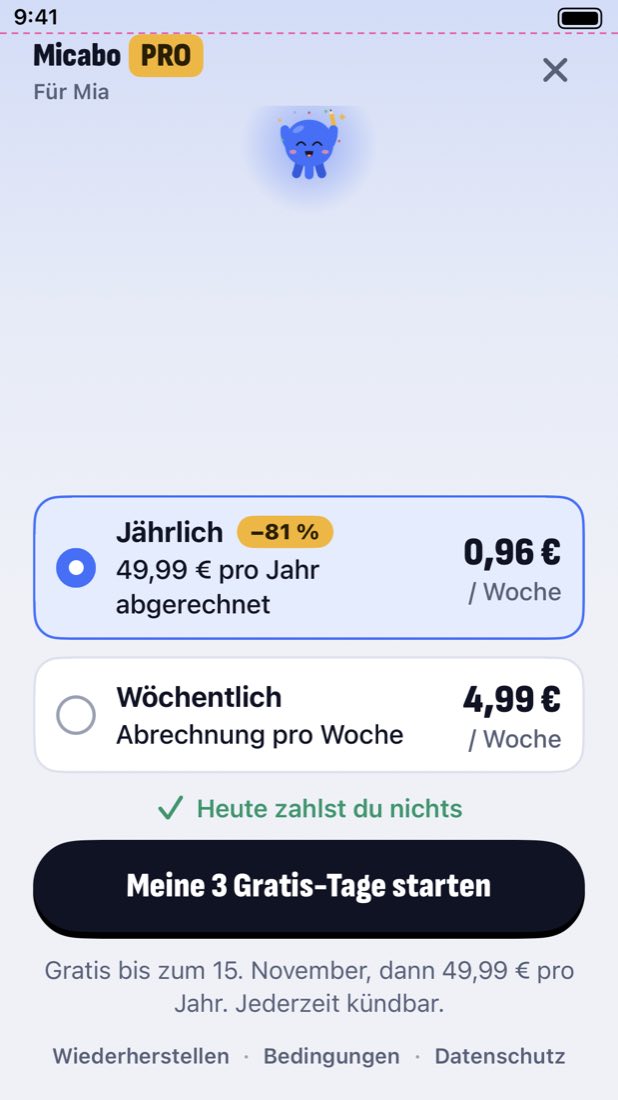 9:41
Micabo PRO
Für Mia
Jährlich −81 %
49,99 € pro Jahr
abgerechnet
0,96 €
/ Woche
Wöchentlich
Abrechnung pro Woche
4,99 €
/ Woche
Heute zahlst du nichts
Meine 3 Gratis-Tage starten
Gratis bis zum 15. November, dann 49,99 € pro
Jahr. Jederzeit kündbar.
Wiederherstellen · Bedingungen · Datenschutz